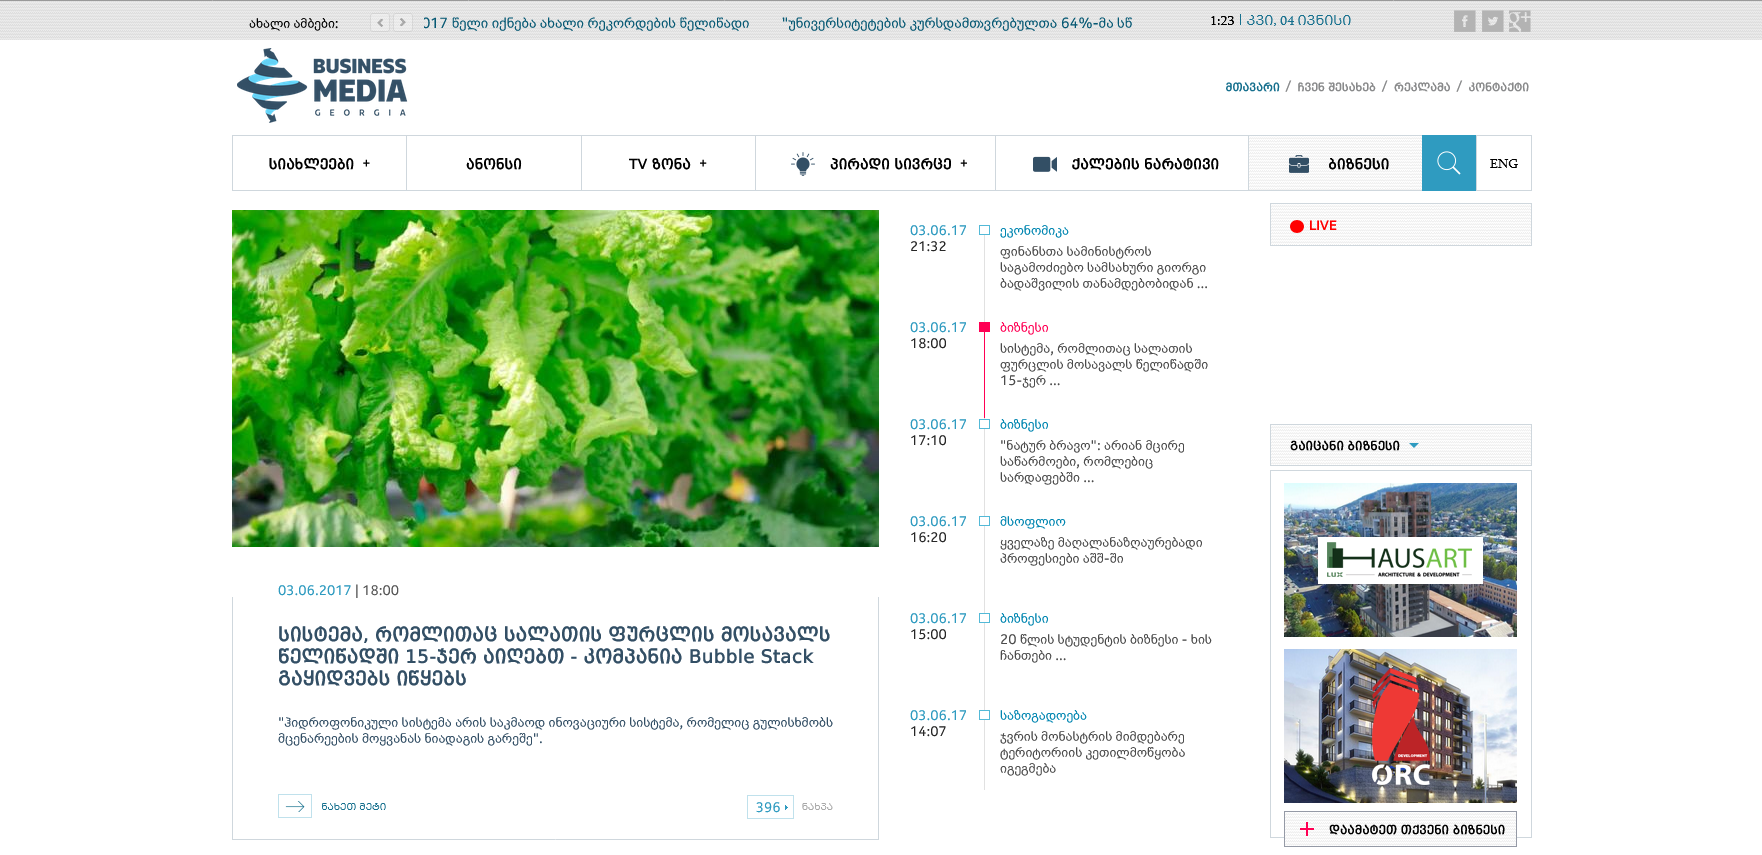 ახალი ამბები:
017 წელი იქნება ახალი რეკორდების წელიწადი
"უნივერსიტეტების კურსდამთვრებულთა 64%-მა სწ
1:23 | კვი, 04 ივნისი
BUSINESS
MEDIA
GEORGIA
მთავარი / ჩვენ შესახებ / რეკლამა / კონტაქტი
სიახლეები +
ანონსი
TV ზონა +
პირადი სივრცე +
ქალების ნარატივი
ბიზნესი
ENG
03.06.2017 | 18:00
სისტემა, რომლითაც სალათის ფურცლის მოსავალს
წელიწადში 15-ჯერ აიღებთ - კომპანია Bubble Stack
გაყიდვებს იწყებს
"ჰიდროფონიკული სისტემა არის საკმაოდ ინოვაციური სისტემა, რომელიც გულისხმობს
მცენარეების მოყვანას ნიადაგის გარეშე".
ნახეთ მეტი
396
ნახვა
03.06.17
21:32
ეკონომიკა
ფინანსთა სამინისტროს
საგამოძიებო სამსახური გიორგი
ბადაშვილის თანამდებობიდან ...
03.06.17
18:00
ბიზნესი
სისტემა, რომლითაც სალათის
ფურცლის მოსავალს წელიწადში
15-ჯერ ...
03.06.17
17:10
ბიზნესი
"ნატურ ბრავო": არიან მცირე
საწარმოები, რომლებიც
სარდაფებში ...
03.06.17
16:20
მსოფლიო
ყველაზე მაღალანაზღაურებადი
პროფესიები აშშ-ში
03.06.17
15:00
ბიზნესი
20 წლის სტუდენტის ბიზნესი - ხის
ჩანთები ...
03.06.17
14:07
საზოგადოება
ჯვრის მონასტრის მიმდებარე
ტერიტორიის კეთილმოწყობა
იგეგმება
LIVE
გაიცანი ბიზნესი
HAUSART
LUX
ARCHITECTURE & DEVELOPMENT
DEVELOPMENT
ORC
დაამატეთ თქვენი ბიზნესი